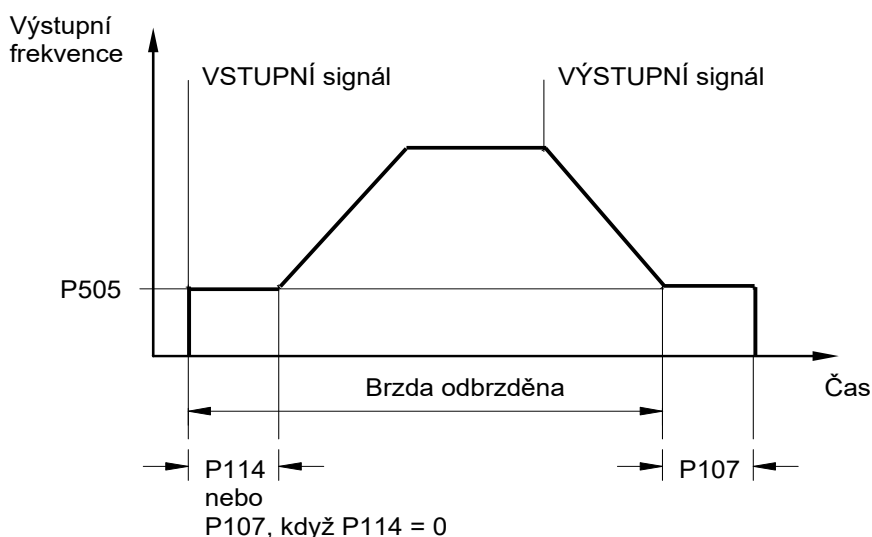 Výstupní
frekvence
VSTUPNÍ signál
VÝSTUPNÍ signál
P505
Brzda odbrzděna
Čas
P114
nebo
P107, když P114 = 0
P107